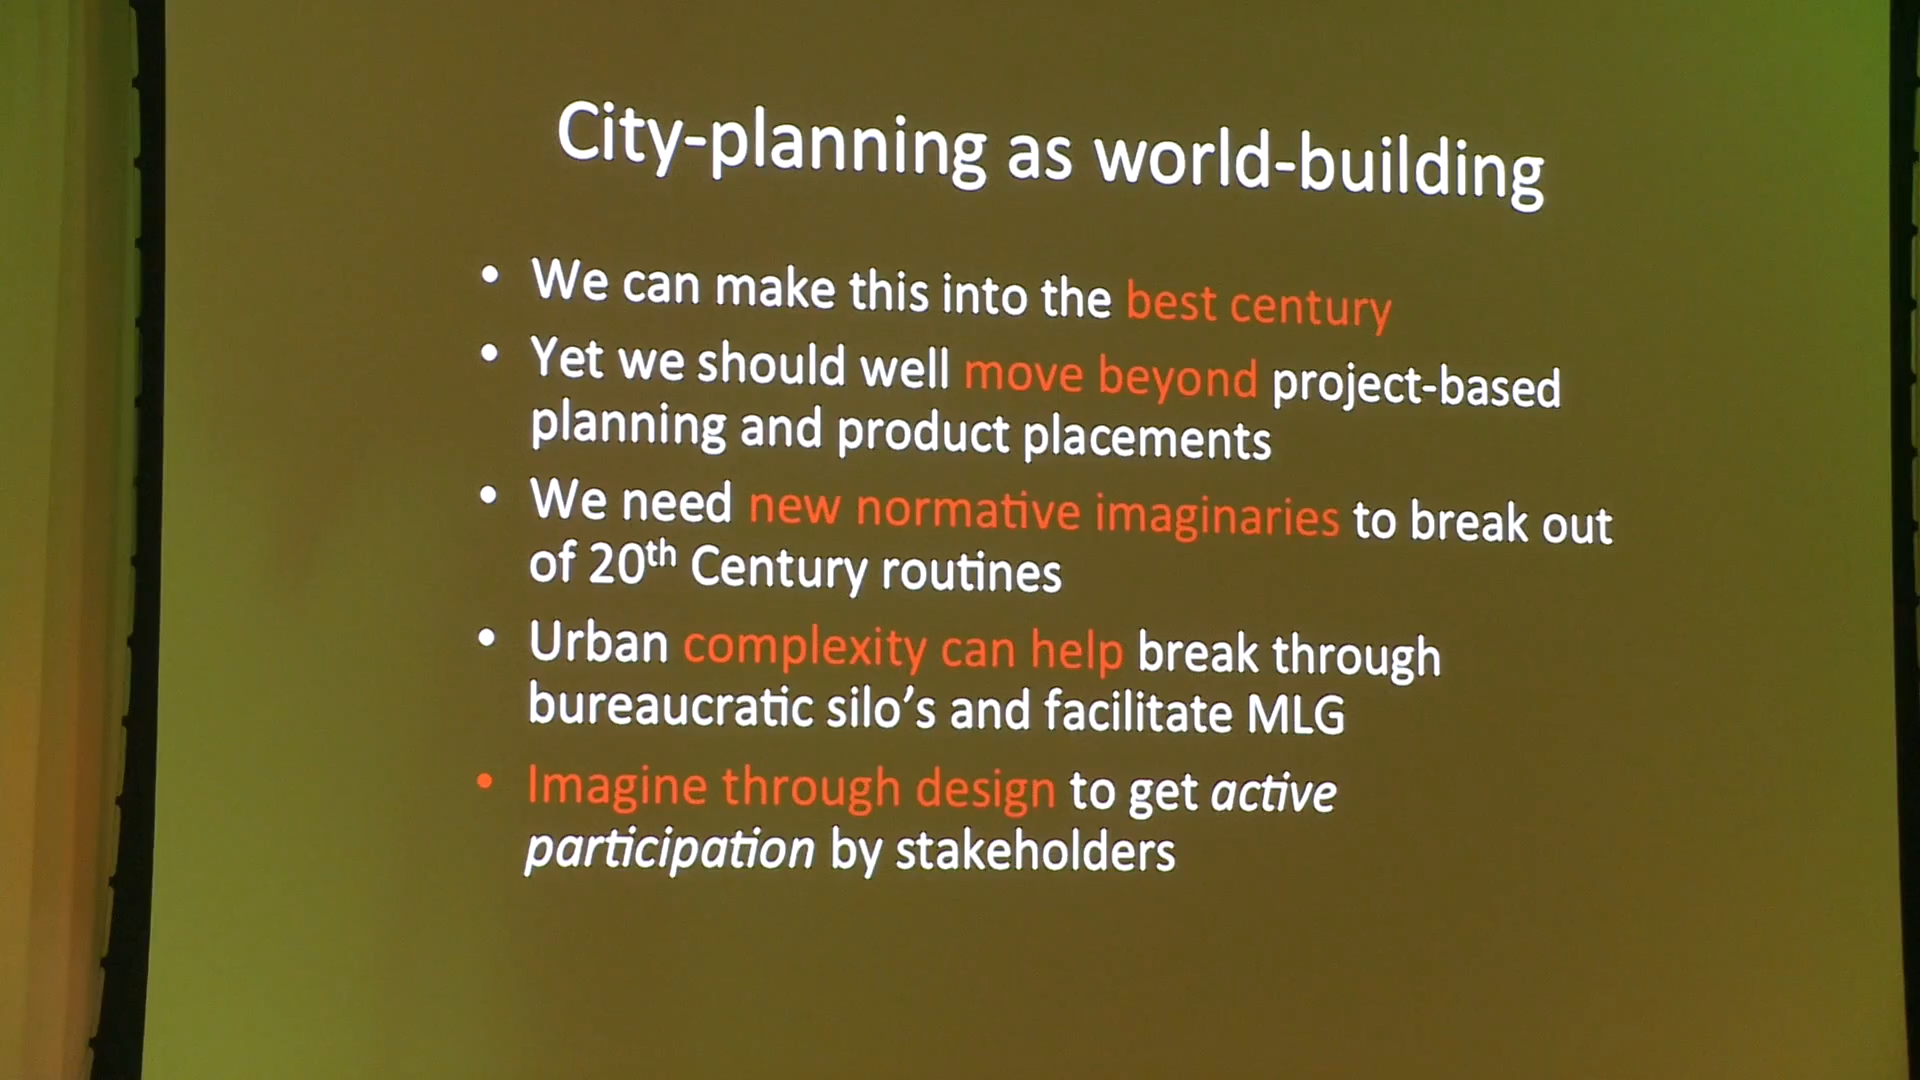 City-planning as world-building
• We can make this into the best century
• Yet we should well move beyond project-based
planning and product placements
• We need new normative imaginaries to break out
of 20th Century routines
• Urban complexity can help break through
bureaucratic silo’s and facilitate MLG
• Imagine through design to get active
participation by stakeholders